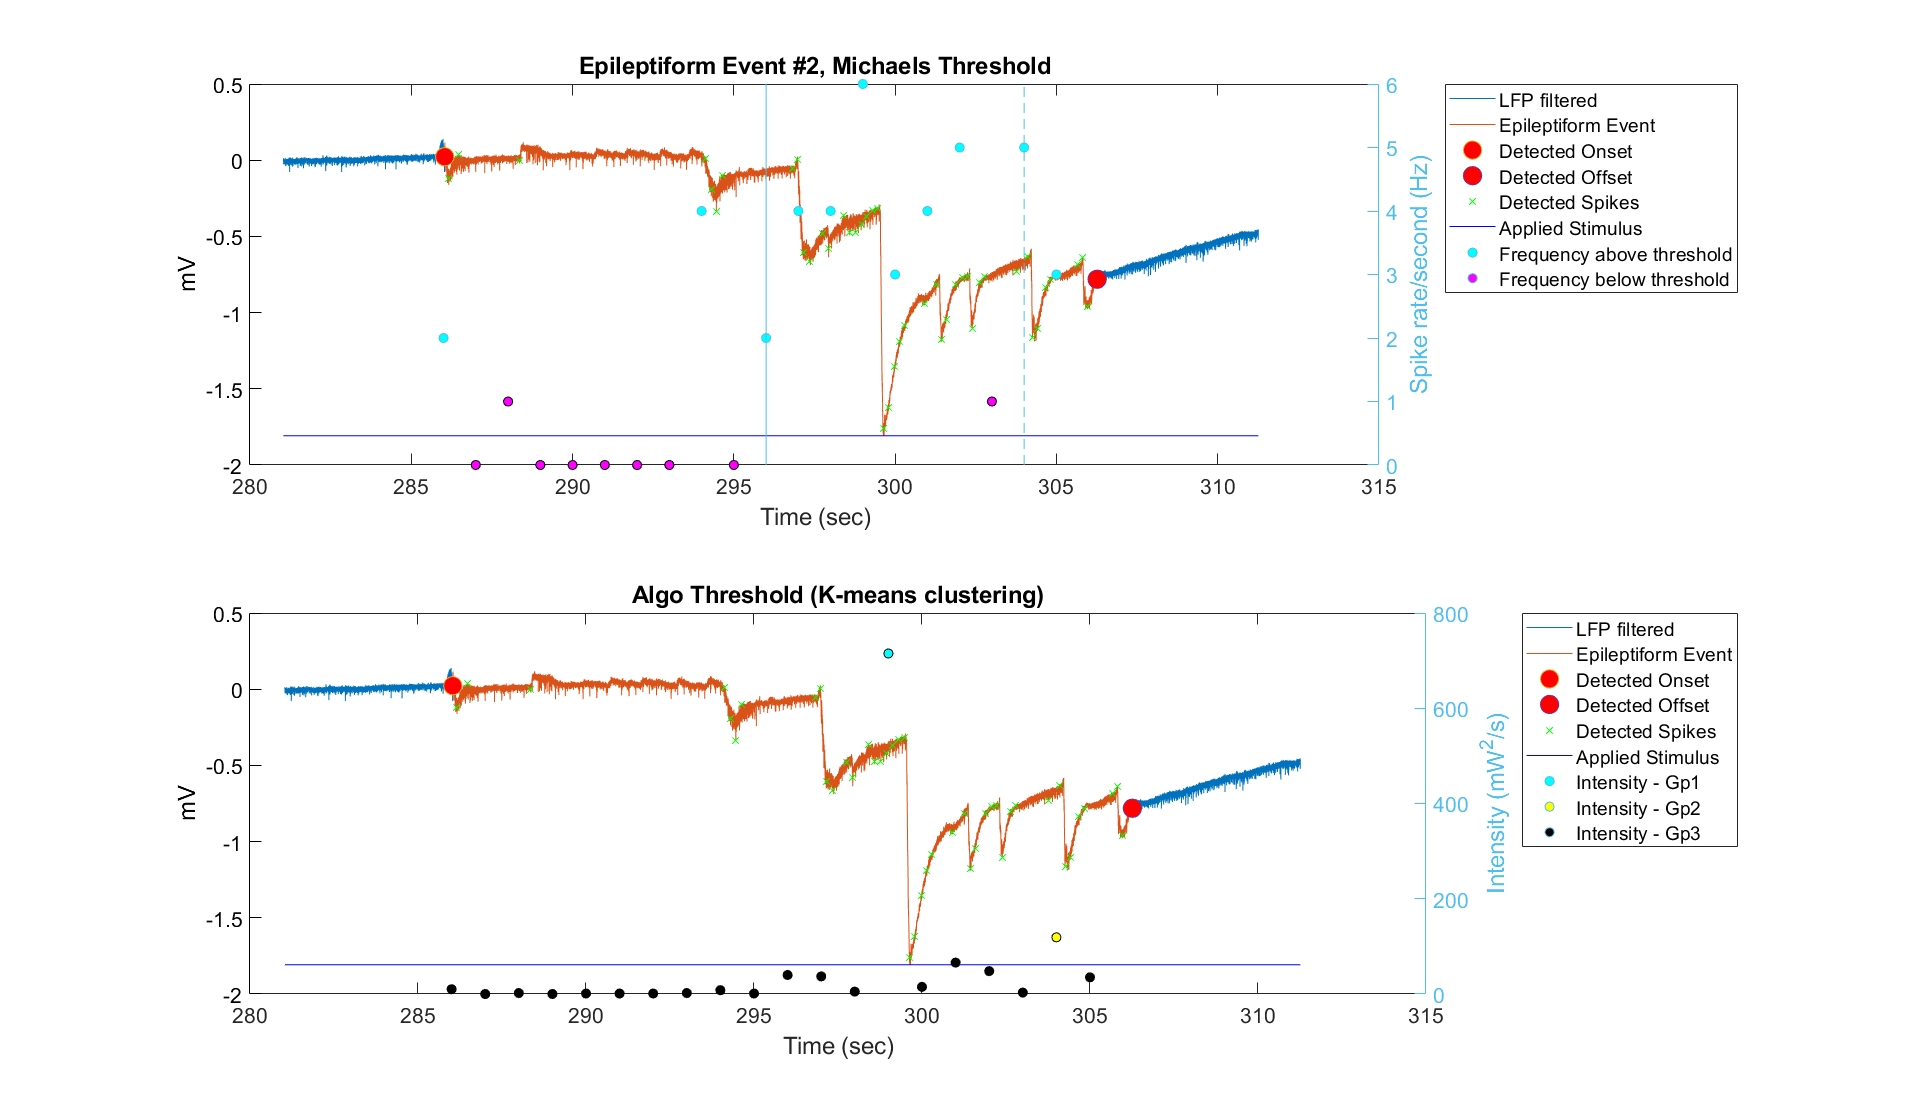 Epileptiform Event #2, Michaels Threshold
0.5
0
-0.5
-1
-1.5
-2
mV
280 285 290 295 300 305 310 315
Time (sec)
6
5
4
3
2
1
0
Spike rate/second (Hz)
LFP filtered
Epileptiform Event
Detected Onset
Detected Offset
Detected Spikes
Applied Stimulus
Frequency above threshold
Frequency below threshold
Algo Threshold (K-means clustering)
0.5
0
-0.5
-1
-1.5
-2
mV
280 285 290 295 300 305 310 315
Time (sec)
800
600
400
200
0
Intensity (mW²/s)
LFP filtered
Epileptiform Event
Detected Onset
Detected Offset
Detected Spikes
Applied Stimulus
Intensity - Gp1
Intensity - Gp2
Intensity - Gp3